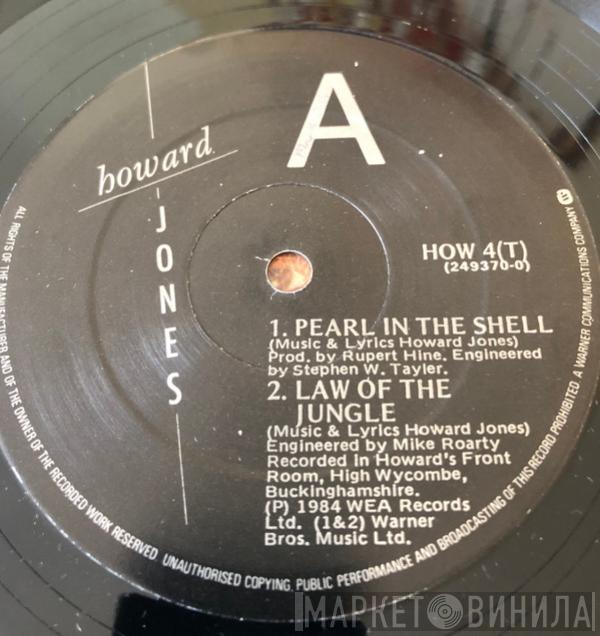 A
howard
JONES
HOW 4(T)
(249370-0)
1. PEARL IN THE SHELL
(Music & Lyrics Howard Jones)
Prod. by Rupert Hine. Engineered
by Stephen W. Tayler.
2. LAW OF THE
JUNGLE
(Music & Lyrics Howard Jones)
Engineered by Mike Roarty
Recorded In Howard's Front
Room, High Wycombe,
Buckinghamshire.
(P) 1984 WEA Records
Ltd. (1&2) Warner
Bros. Music Ltd.
ALL RIGHTS OF THE MANUFACTURER AND OF THE OWNER OF THE RECORDED WORK RESERVED. UNAUTHORISED COPYING, PUBLIC PERFORMANCE AND BROADCASTING OF THIS RECORD PROHIBITED. A WARNER COMMUNICATIONS COMPANY
МАРКЕТ ВИНИЛА